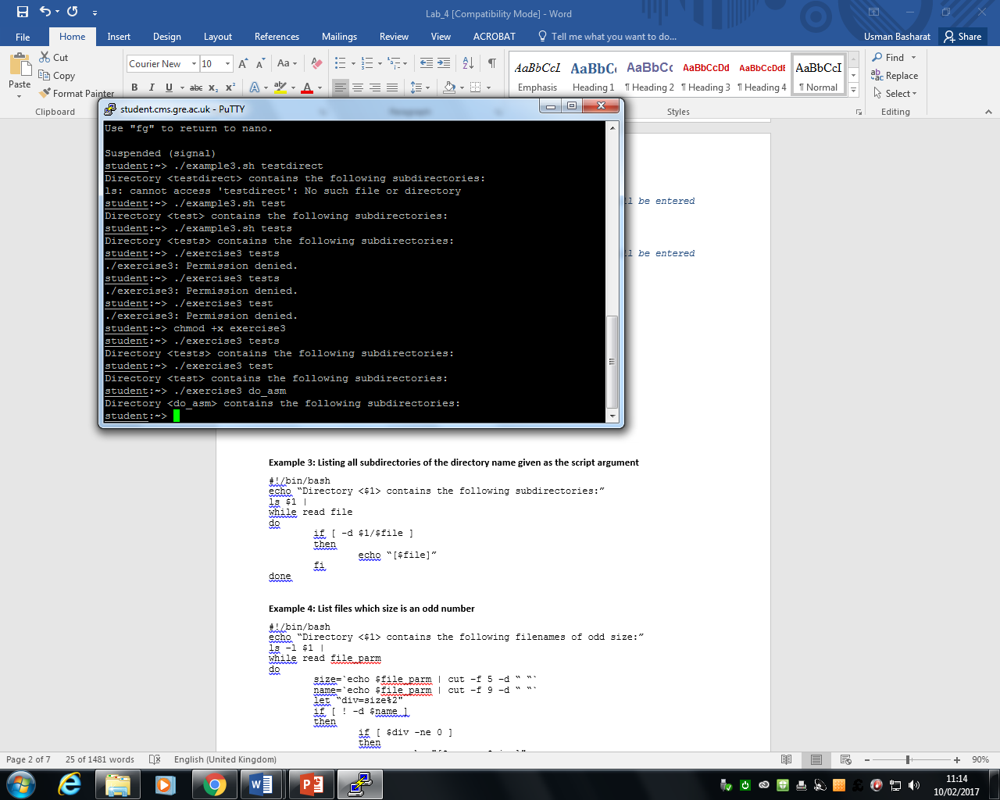 Lab_4 [Compatibility Mode] - Word
File Home Insert Design Layout References Mailings Review View ACROBAT Tell me what you want to do... Usman Basharat Share
Paste
Cut
Copy
Format Painter
Clipboard
Courier New 10
Aa
B I U abc x₂ x²
Paragraph
AaBbCcI AaBbCc AaBbCc AaBbCcDd AaBbCcDdE AaBbCcI
Emphasis Heading 1 ¶ Heading 2 ¶ Heading 3 ¶ Heading 4 ¶ Normal
Styles
Find
Replace
Select
Editing
student.cms.gre.ac.uk - PuTTY
Use "fg" to return to nano.
Suspended (signal)
student:~> ./example3.sh testdirect
Directory <testdirect> contains the following subdirectories:
ls: cannot access 'testdirect': No such file or directory
student:~> ./example3.sh test
Directory <test> contains the following subdirectories:
student:~> ./example3.sh tests
Directory <tests> contains the following subdirectories:
student:~> ./exercise3 tests
./exercise3: Permission denied.
student:~> ./exercise3 tests
./exercise3: Permission denied.
student:~> ./exercise3 test
./exercise3: Permission denied.
student:~> chmod +x exercise3
student:~> ./exercise3 tests
Directory <tests> contains the following subdirectories:
student:~> ./exercise3 test
Directory <test> contains the following subdirectories:
student:~> ./exercise3 do_asm
Directory <do_asm> contains the following subdirectories:
student:~>
be entered
be entered
Example 3: Listing all subdirectories of the directory name given as the script argument
#!/bin/bash
echo “Directory <$1> contains the following subdirectories:”
ls $1 |
while read file
do
if [ -d $1/$file ]
then
echo “[$file]”
fi
done
Example 4: List files which size is an odd number
#!/bin/bash
echo “Directory <$1> contains the following filenames of odd size:”
ls -l $1 |
while read file_parm
do
size=`echo $file_parm | cut -f 5 -d “ “`
name=`echo $file_parm | cut -f 9 -d “ “`
let “div=size%2"
if [ ! -d $name ]
then
if [ $div -ne 0 ]
then
Page 2 of 7 25 of 1481 words English (United Kingdom) 90%
11:14
10/02/2017